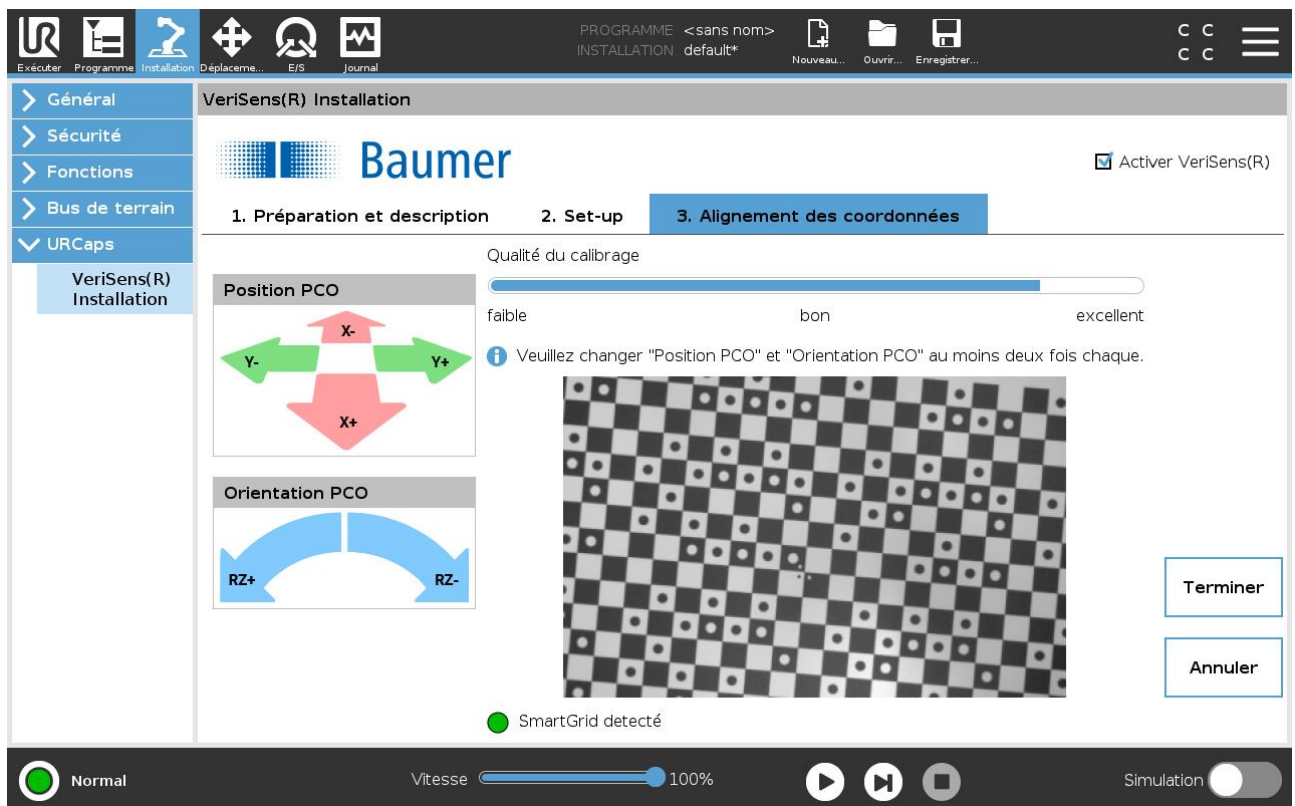 PROGRAMME <sans nom>
INSTALLATION default*
UR
Exécuter Programme Installation Déplaceme... E/S Journal
Nouveau... Ouvrir... Enregistrer...
C C
C C
Général
Sécurité
Fonctions
Bus de terrain
URCaps
VeriSens(R)
Installation
VeriSens(R) Installation
Baumer
Activer VeriSens(R)
1. Préparation et description 2. Set-up 3. Alignement des coordonnées
Qualité du calibrage
faible bon excellent
Veuillez changer "Position PCO" et "Orientation PCO" au moins deux fois chaque.
Position PCO
X-
Y- Y+
X+
Orientation PCO
RZ+ RZ-
Terminer
Annuler
SmartGrid detecté
Normal
Vitesse 100%
Simulation